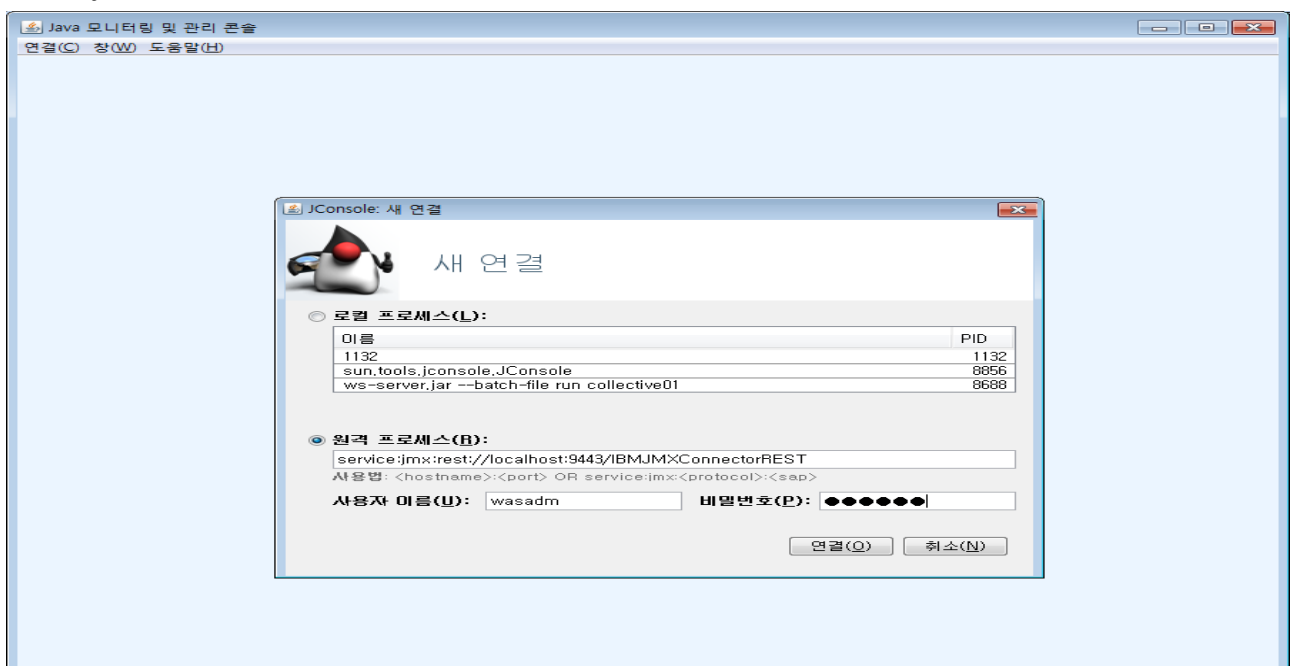 Java 모니터링 및 관리 콘솔
연결(C) 창(W) 도움말(H)
JConsole: 새 연결
새 연결
로컬 프로세스(L):
이름 PID
1132 1132
sun.tools.jconsole.JConsole 8856
ws-server.jar --batch-file run collective01 8688
원격 프로세스(R):
service:jmx:rest://localhost:9443/IBMJMXConnectorREST
사용법: <hostname>:<port> OR service:jmx:<protocol>:<sap>
사용자 이름(U): wasadm 비밀번호(P): ●●●●●●
연결(O) 취소(N)